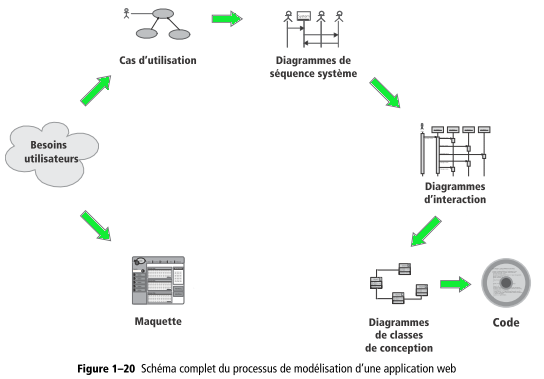 Cas d'utilisation
Diagrammes de
séquence système
Besoins
utilisateurs
Diagrammes
d'interaction
Maquette
Diagrammes
de classes
de conception
Code
Figure 1–20 Schéma complet du processus de modélisation d'une application web